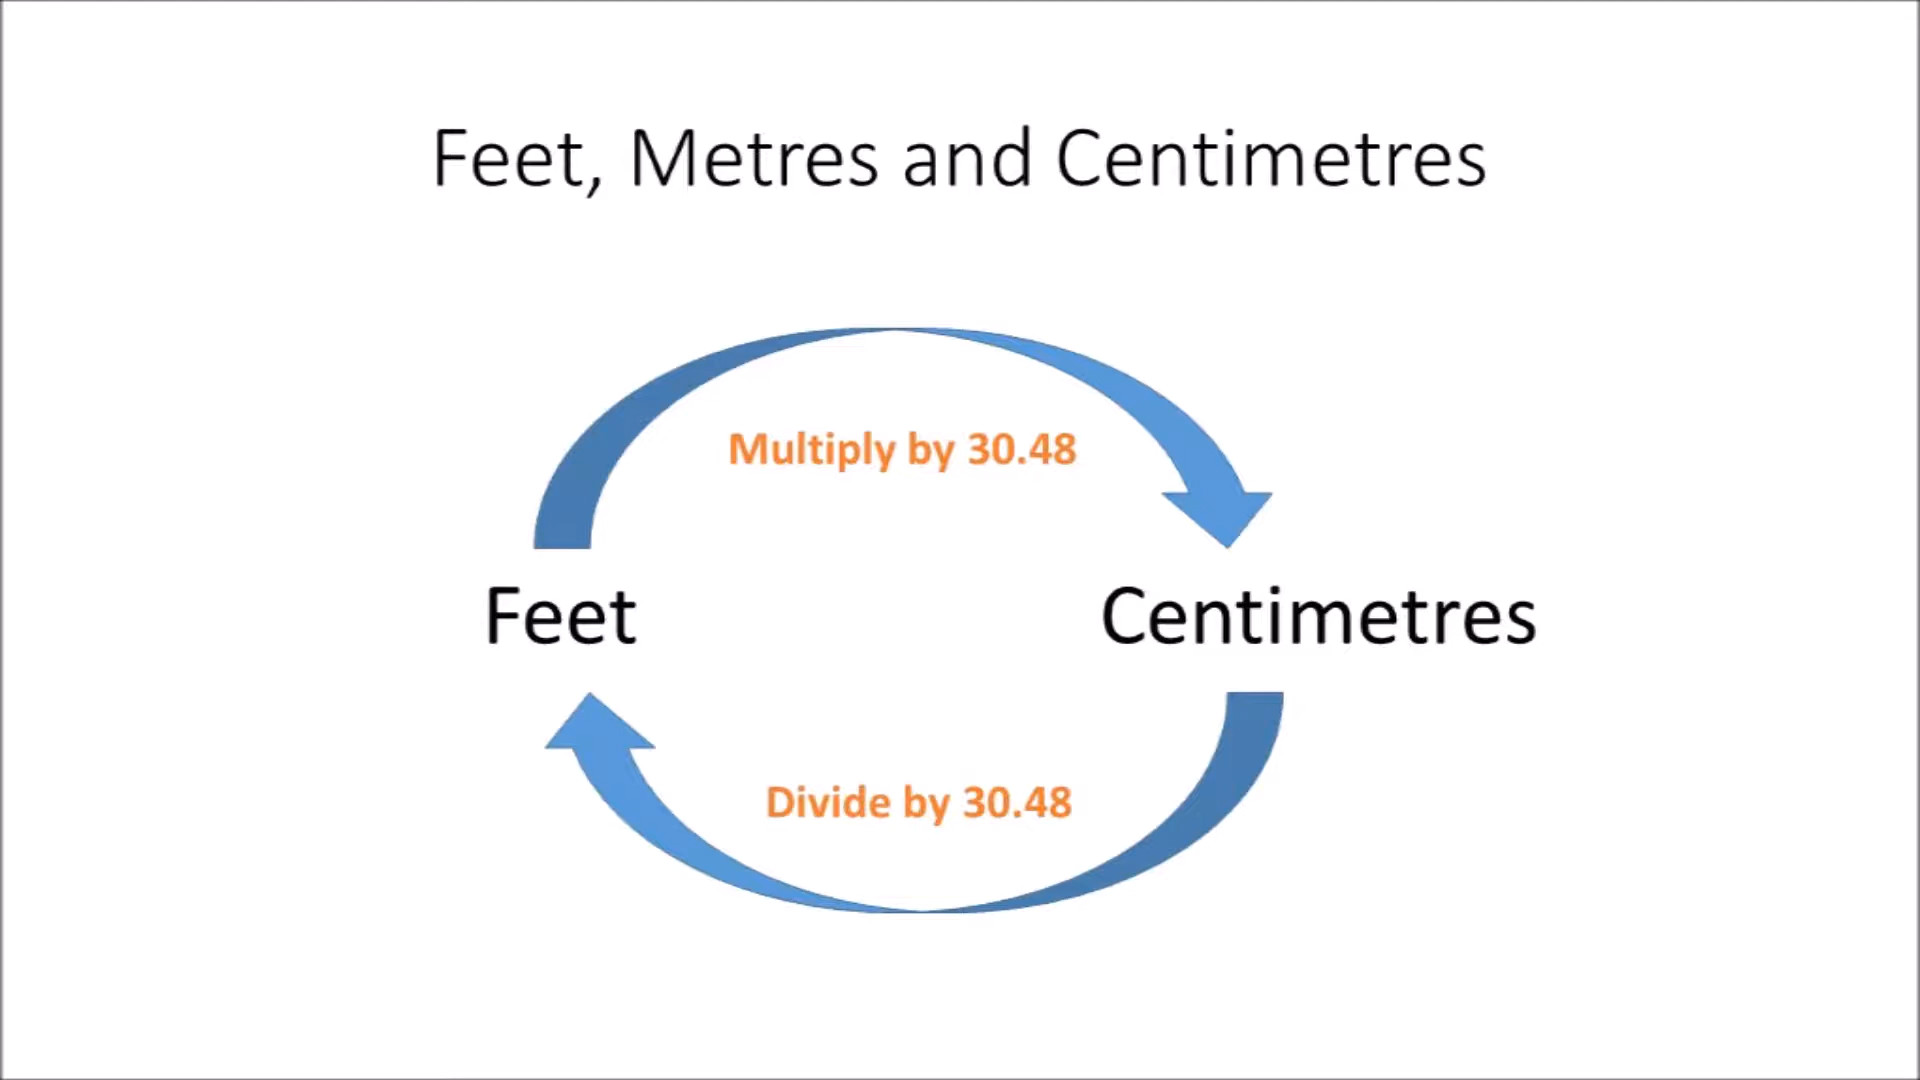 Feet, Metres and Centimetres
Multiply by 30.48
Feet
Centimetres
Divide by 30.48